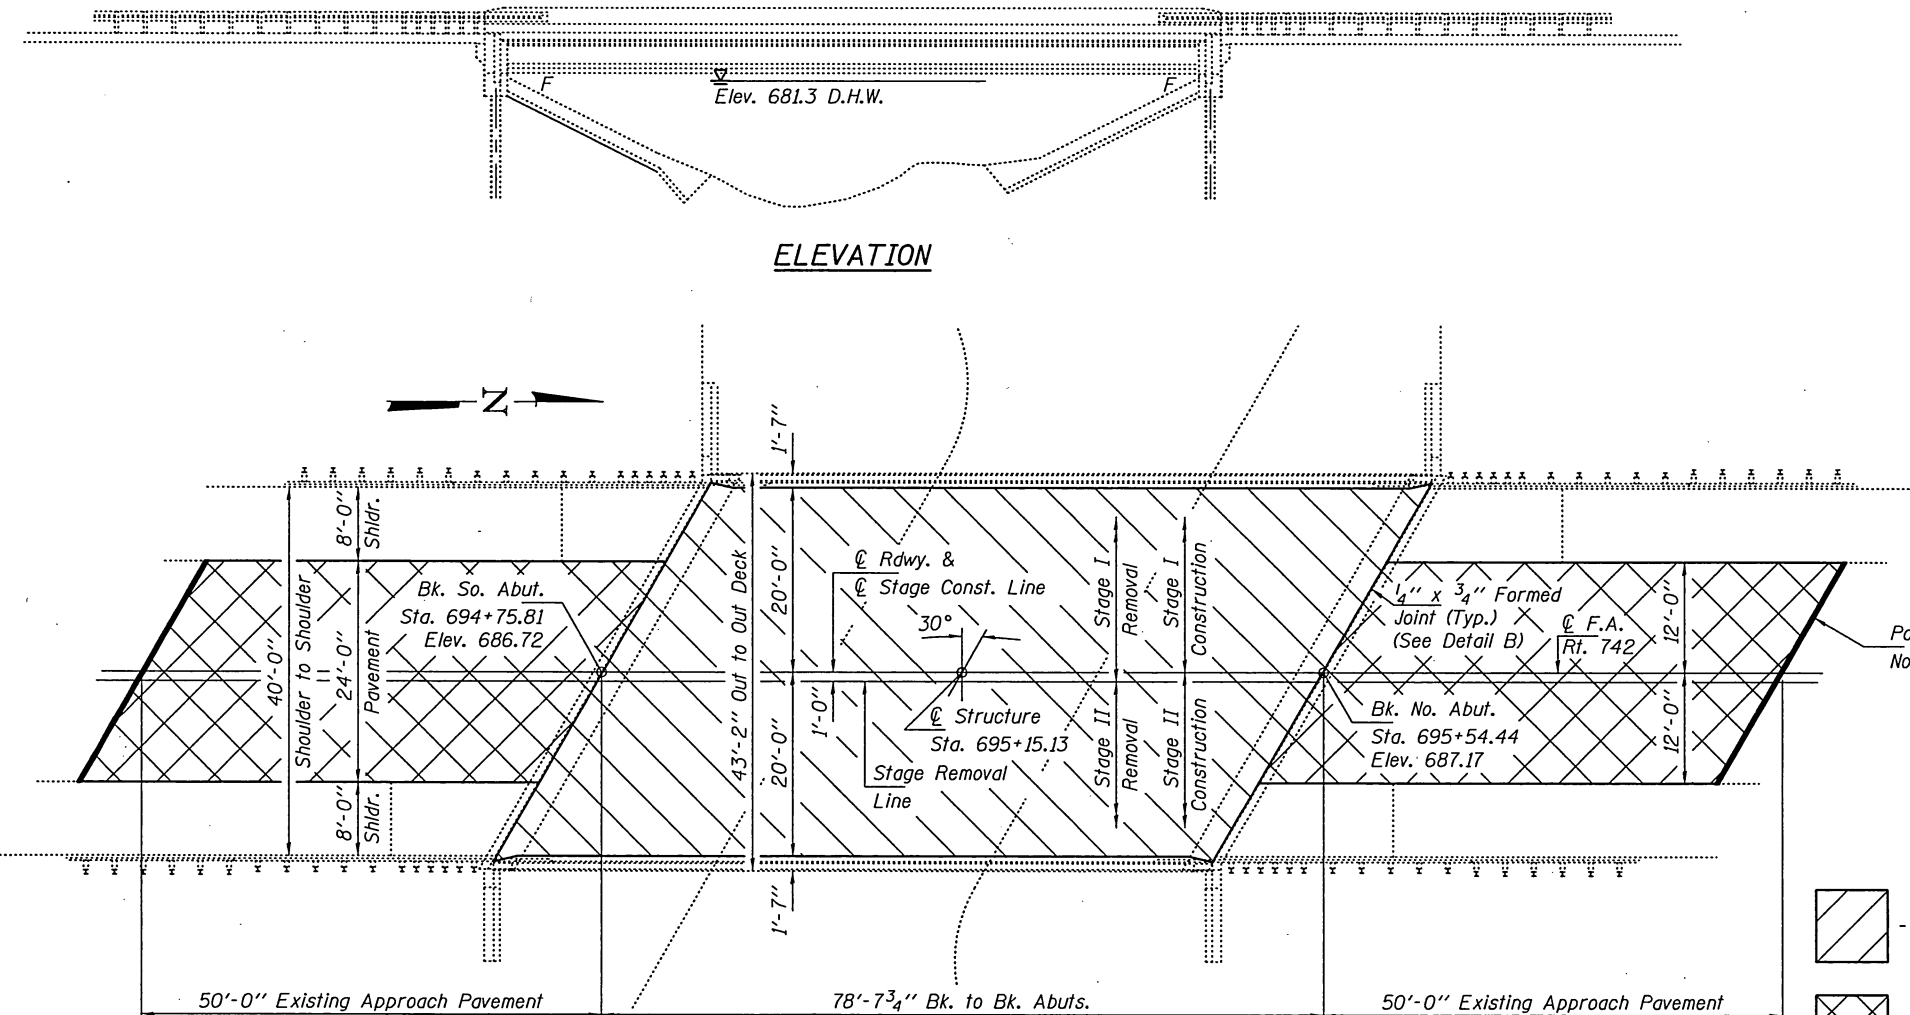 F
F
Elev. 681.3 D.H.W.
ELEVATION
N
1'-7"
8'-0"
Shldr.
40'-0"
Shoulder to Shoulder
24'-0"
Pavement
8'-0"
Shldr.
Bk. So. Abut.
Sta. 694+75.81
Elev. 686.72
43'-2" Out to Out Deck
20'-0"
20'-0"
1'-0"
1'-7"
℄ Rdwy. &
℄ Stage Const. Line
30°
℄ Structure
Sta. 695+15.13
Stage Removal
Line
Stage I
Removal
Stage I
Construction
Stage II
Removal
Stage II
Construction
1/4" x 3/4" Formed
Joint (Typ.)
(See Detail B)
℄ F.A.
Rt. 742
12'-0"
12'-0"
Bk. No. Abut.
Sta. 695+54.44
Elev. 687.17
No
50'-0" Existing Approach Pavement
78'-7 3/4" Bk. to Bk. Abuts.
50'-0" Existing Approach Pavement